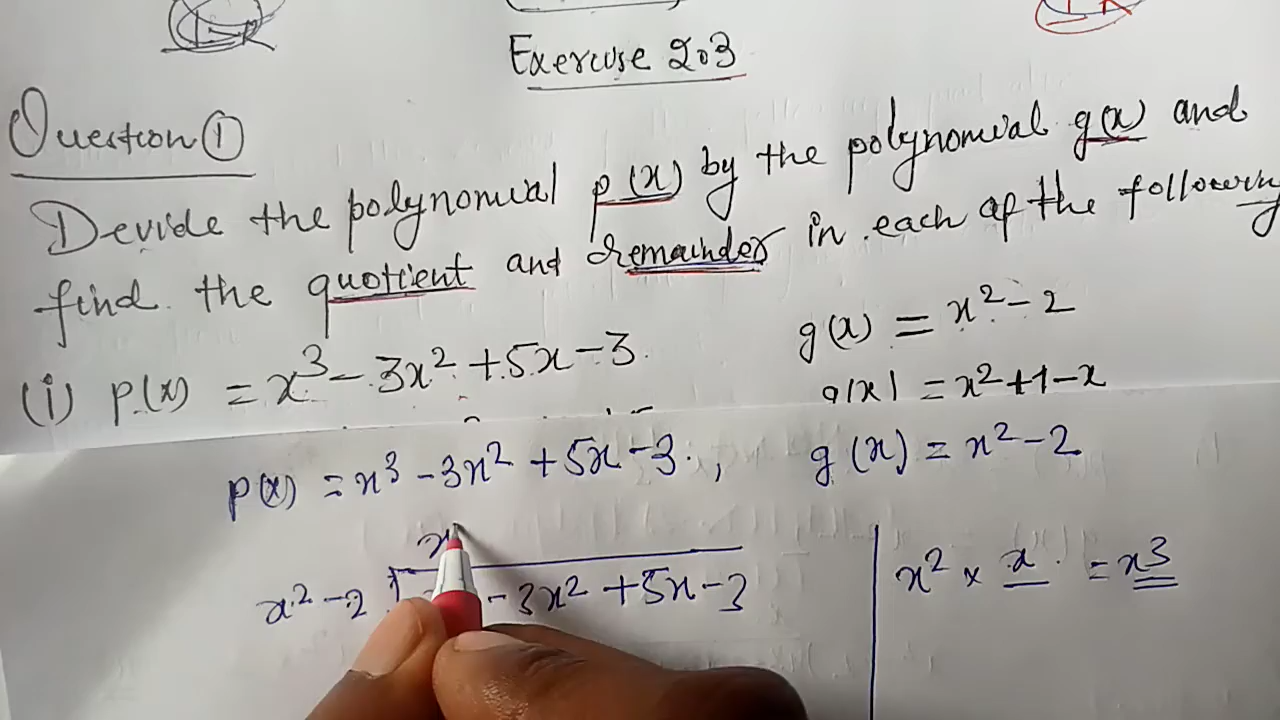 Exercise 2.3
Question 1
Devide the polynomial p(x) by the polynomial g(x) and
find the quotient and remainder in each of the following
(i) p(x) = x³ - 3x² + 5x - 3 g(x) = x² - 2
g(x) = x² + 1 - x
p(x) = x³ - 3x² + 5x - 3 , g(x) = x² - 2
x
x² - 2 - 3x² + 5x - 3
x² × x = x³